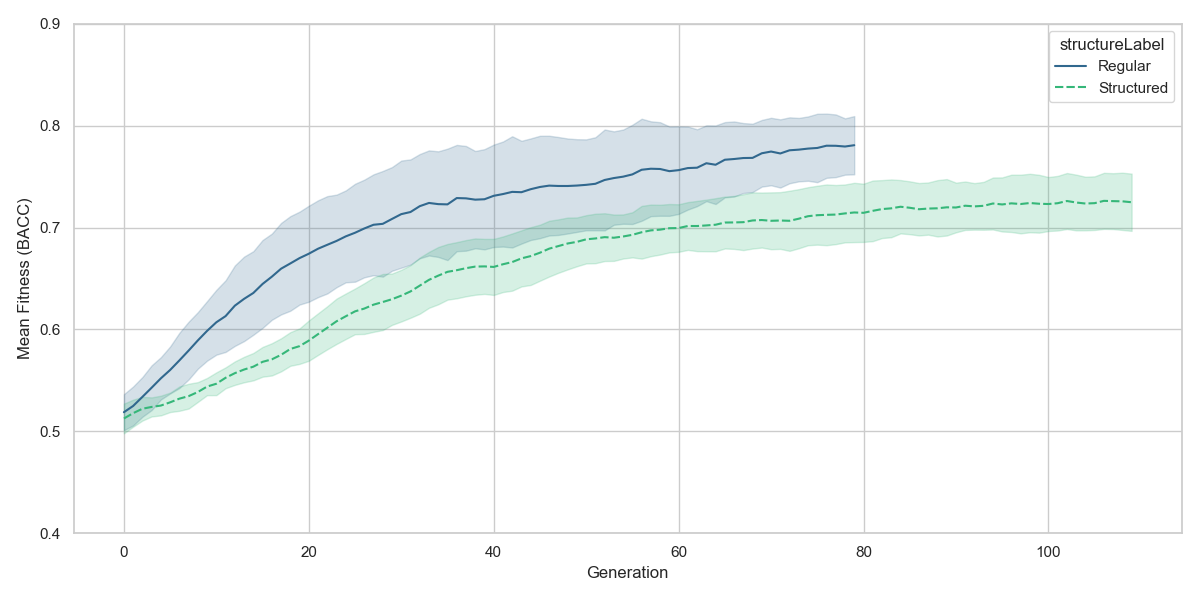 0.9
0.8
0.7
0.6
0.5
0.4
Mean Fitness (BACC)
0 20 40 60 80 100
Generation
structureLabel
Regular
Structured